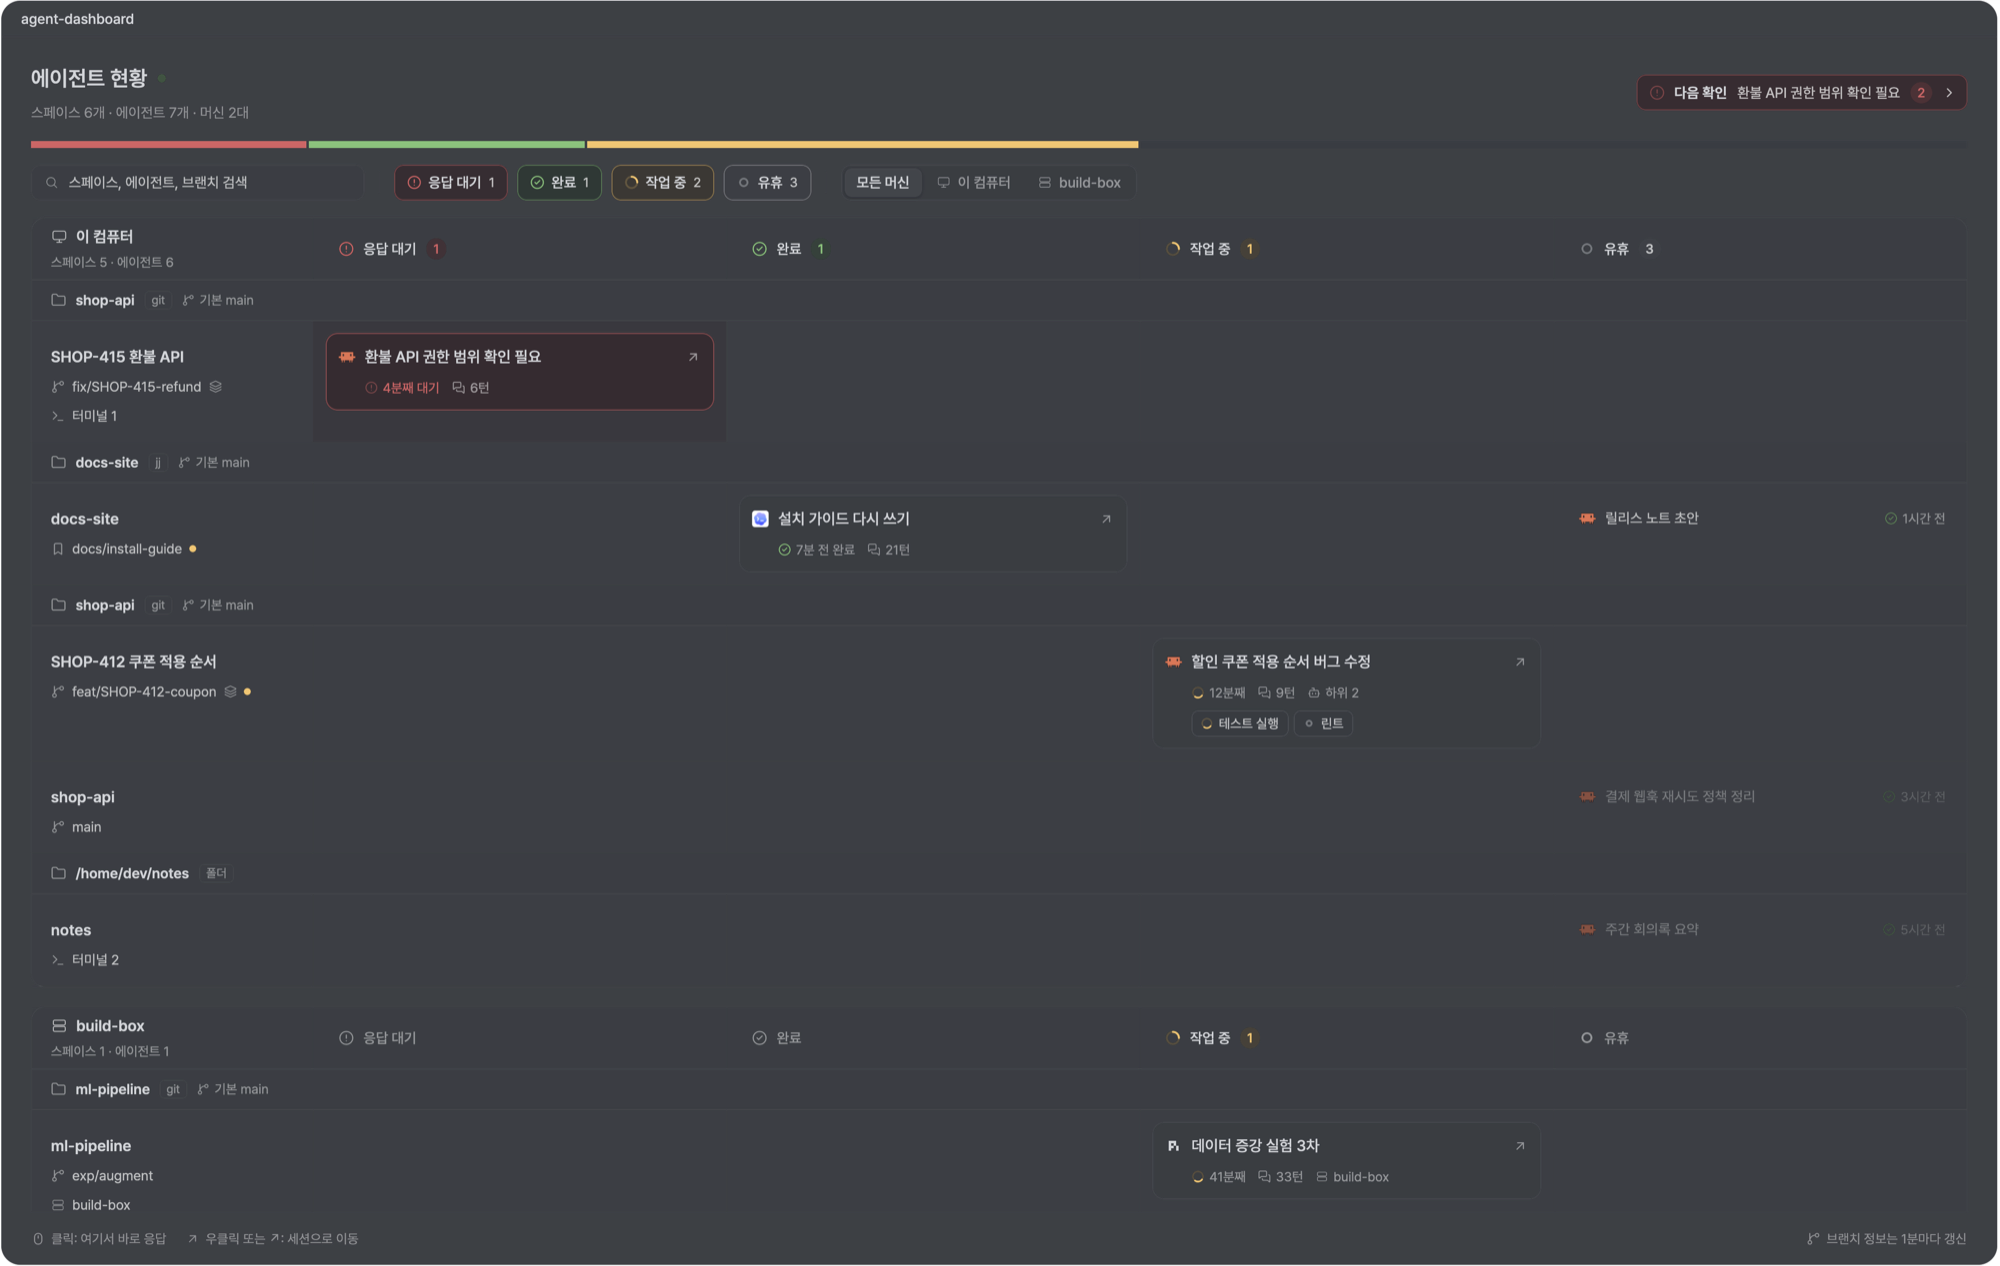 agent-dashboard
에이전트 현황
스페이스 6개 · 에이전트 7개 · 머신 2대
다음 확인 환불 API 권한 범위 확인 필요 2
스페이스, 에이전트, 브랜치 검색
응답 대기 1
완료 1
작업 중 2
유휴 3
모든 머신
이 컴퓨터
build-box
이 컴퓨터
스페이스 5 · 에이전트 6
응답 대기 1
완료 1
작업 중 1
유휴 3
shop-api git 기본 main
SHOP-415 환불 API
fix/SHOP-415-refund
터미널 1
환불 API 권한 범위 확인 필요
4분째 대기 6턴
docs-site jj 기본 main
docs-site
docs/install-guide
설치 가이드 다시 쓰기
7분 전 완료 21턴
릴리스 노트 초안 1시간 전
shop-api git 기본 main
SHOP-412 쿠폰 적용 순서
feat/SHOP-412-coupon
할인 쿠폰 적용 순서 버그 수정
12분째 9턴 하위 2
테스트 실행 린트
shop-api
main
결제 웹훅 재시도 정책 정리 3시간 전
/home/dev/notes 폴더
notes
터미널 2
주간 회의록 요약 5시간 전
build-box
스페이스 1 · 에이전트 1
응답 대기
완료
작업 중 1
유휴
ml-pipeline git 기본 main
ml-pipeline
exp/augment
build-box
데이터 증강 실험 3차
41분째 33턴 build-box
클릭: 여기서 바로 응답 우클릭 또는 ↗: 세션으로 이동
브랜치 정보는 1분마다 갱신